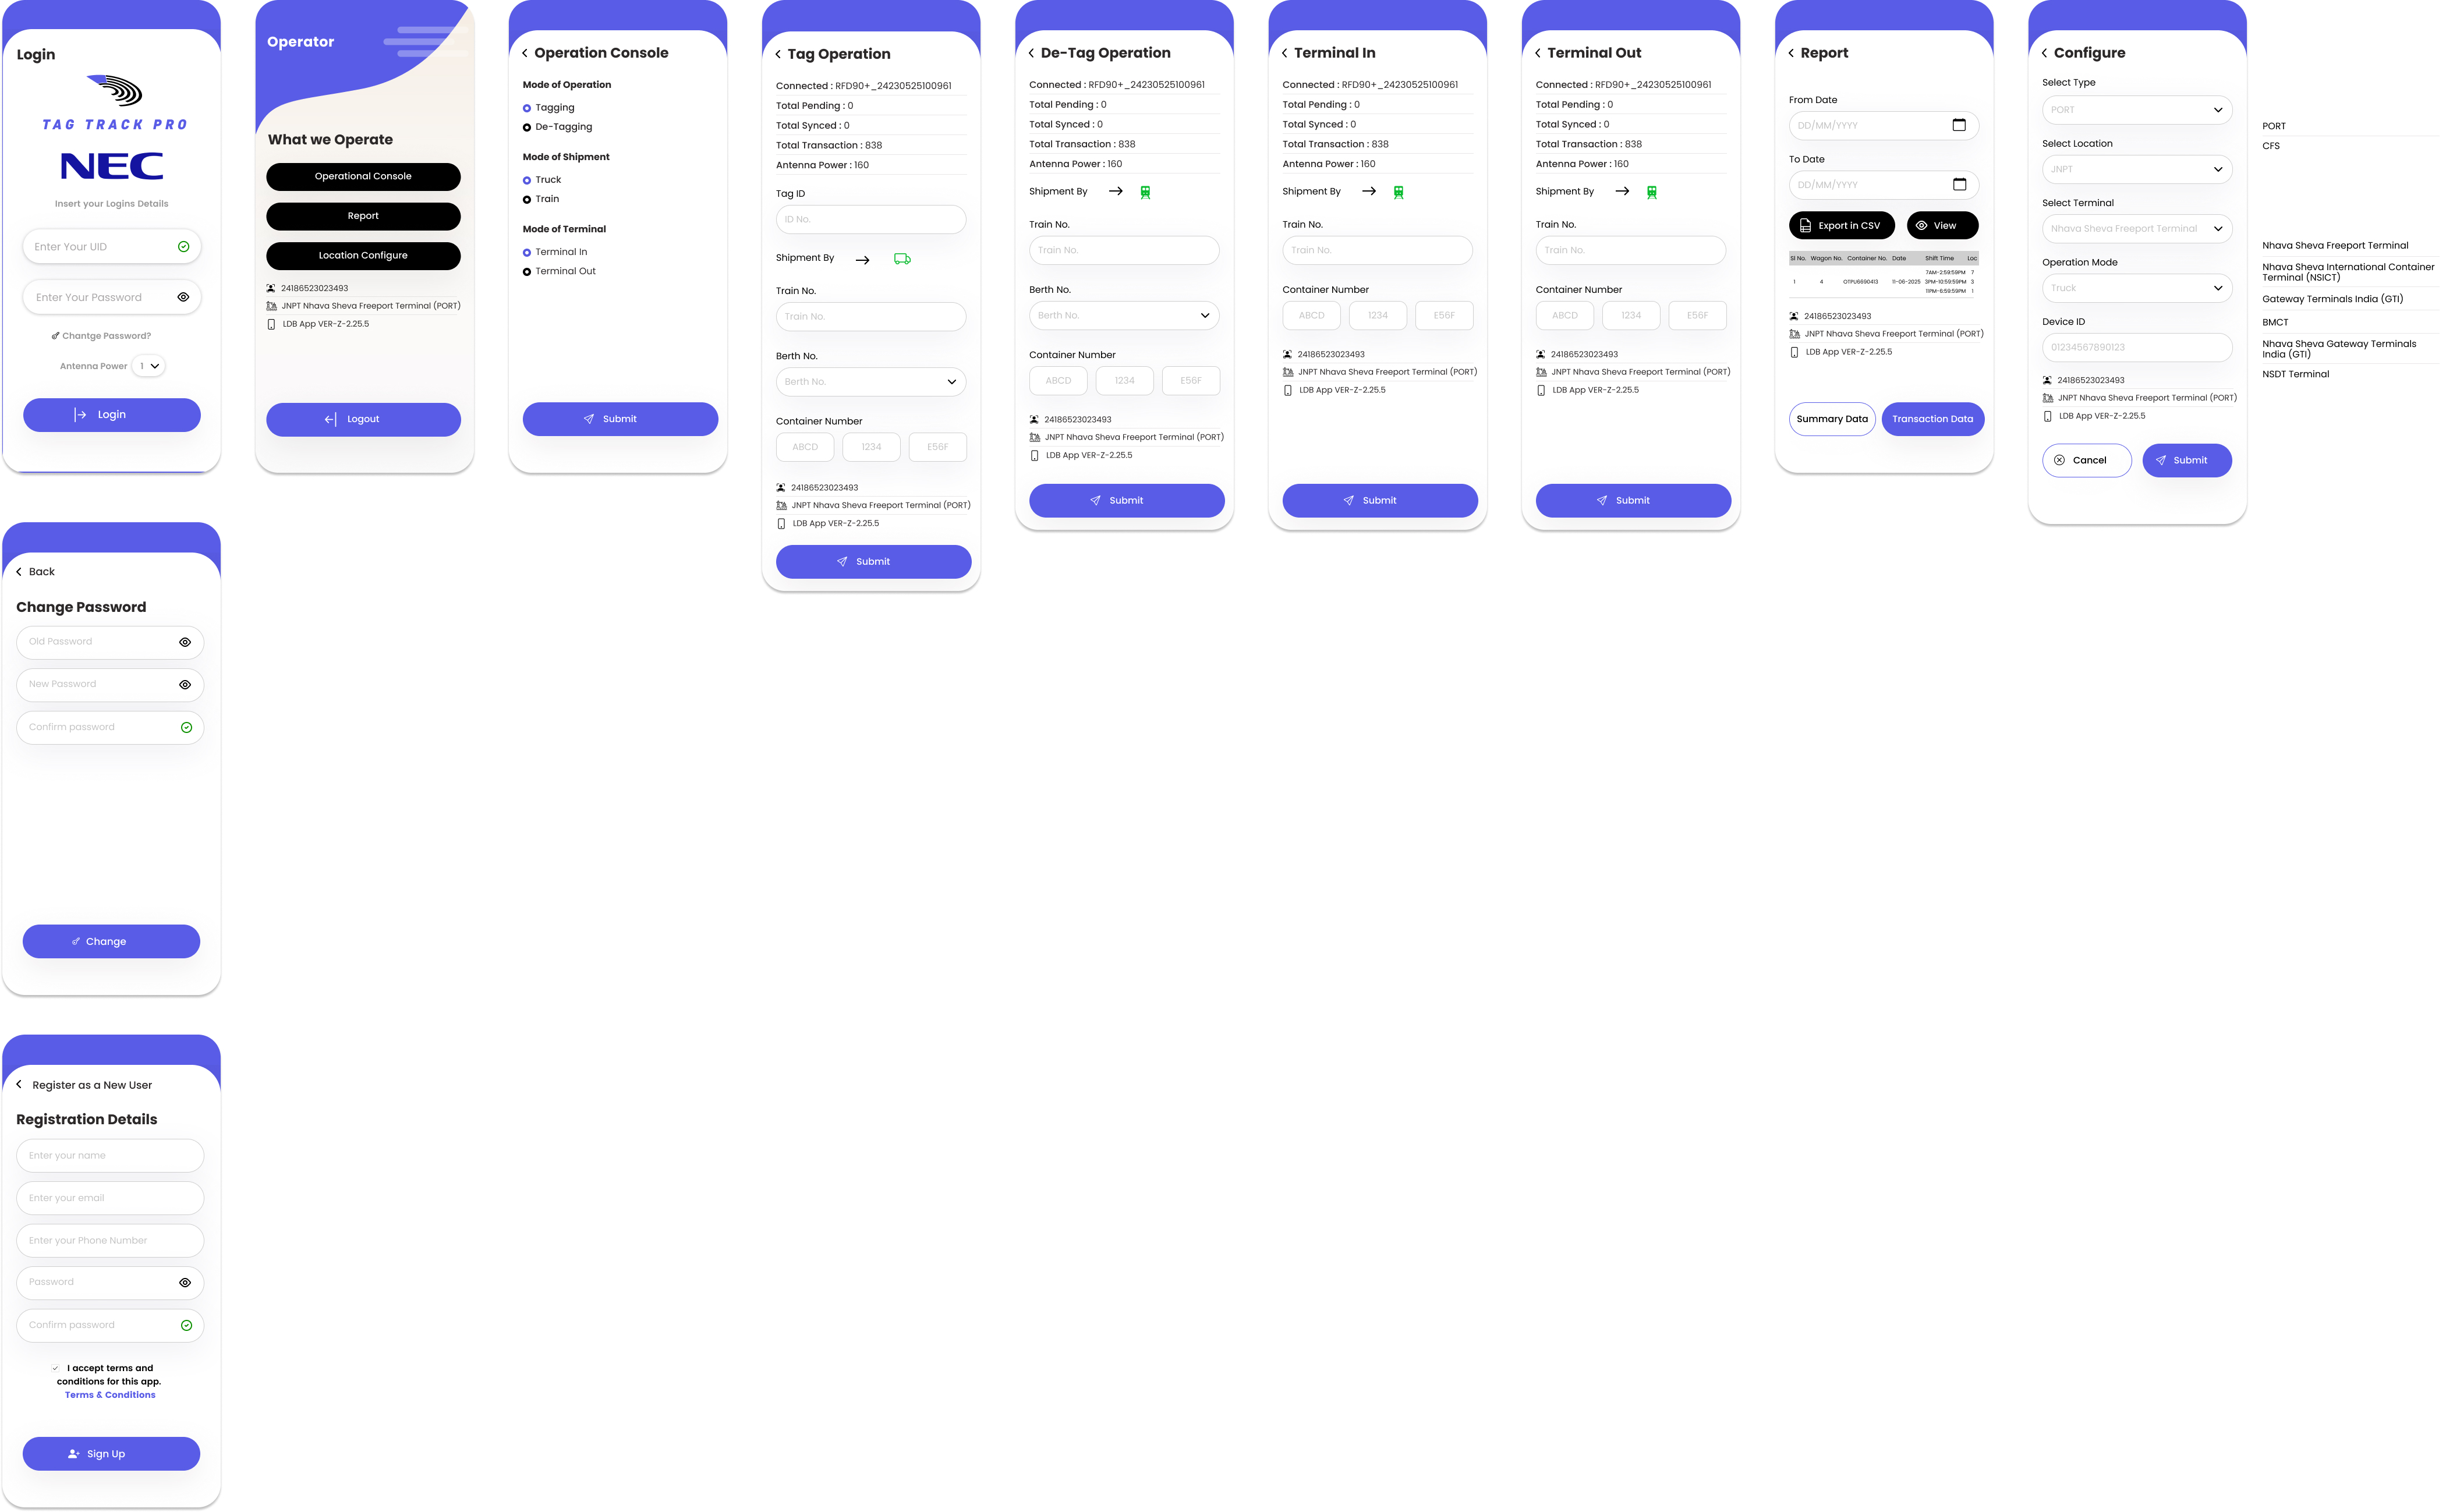 Login
TAG TRACK PRO
NEC
Insert your Logins Details
Enter Your UID
Enter Your Password
Chantge Password?
Antenna Power 1
Login
Operator
What we Operate
Operational Console
Report
Location Configure
24186523023493
JNPT Nhava Sheva Freeport Terminal (PORT)
LDB App VER-Z-2.25.5
Logout
Operation Console
Mode of Operation
Tagging
De-Tagging
Mode of Shipment
Truck
Train
Mode of Terminal
Terminal In
Terminal Out
Submit
Tag Operation
Connected : RFD90+_24230525100961
Total Pending : 0
Total Synced : 0
Total Transaction : 838
Antenna Power : 160
Tag ID
ID No.
Shipment By
Train No.
Train No.
Berth No.
Berth No.
Container Number
ABCD 1234 E56F
24186523023493
JNPT Nhava Sheva Freeport Terminal (PORT)
LDB App VER-Z-2.25.5
Submit
De-Tag Operation
Connected : RFD90+_24230525100961
Total Pending : 0
Total Synced : 0
Total Transaction : 838
Antenna Power : 160
Shipment By
Train No.
Train No.
Berth No.
Berth No.
Container Number
ABCD 1234 E56F
24186523023493
JNPT Nhava Sheva Freeport Terminal (PORT)
LDB App VER-Z-2.25.5
Submit
Terminal In
Connected : RFD90+_24230525100961
Total Pending : 0
Total Synced : 0
Total Transaction : 838
Antenna Power : 160
Shipment By
Train No.
Train No.
Container Number
ABCD 1234 E56F
24186523023493
JNPT Nhava Sheva Freeport Terminal (PORT)
LDB App VER-Z-2.25.5
Submit
Terminal Out
Connected : RFD90+_24230525100961
Total Pending : 0
Total Synced : 0
Total Transaction : 838
Antenna Power : 160
Shipment By
Train No.
Train No.
Container Number
ABCD 1234 E56F
24186523023493
JNPT Nhava Sheva Freeport Terminal (PORT)
LDB App VER-Z-2.25.5
Submit
Report
From Date
DD/MM/YYYY
To Date
DD/MM/YYYY
Export in CSV View
Sl No. Wagon No. Container No. Date Shift Time Loc
7AM-2:59:59PM 7
1 4 OTPU6690413 11-06-2025 3PM-10:59:59PM 3
11PM-6:59:59PM 1
24186523023493
JNPT Nhava Sheva Freeport Terminal (PORT)
LDB App VER-Z-2.25.5
Summary Data Transaction Data
Configure
Select Type
PORT
Select Location
JNPT
Select Terminal
Nhava Sheva Freeport Terminal
Operation Mode
Truck
Device ID
01234567890123
24186523023493
JNPT Nhava Sheva Freeport Terminal (PORT)
LDB App VER-Z-2.25.5
Cancel Submit
PORT
CFS
Nhava Sheva Freeport Terminal
Nhava Sheva International Container
Terminal (NSICT)
Gateway Terminals India (GTI)
BMCT
Nhava Sheva Gateway Terminals
India (GTI)
NSDT Terminal
Back
Change Password
Old Password
New Password
Confirm password
Change
Register as a New User
Registration Details
Enter your name
Enter your email
Enter your Phone Number
Password
Confirm password
I accept terms and
conditions for this app.
Terms & Conditions
Sign Up